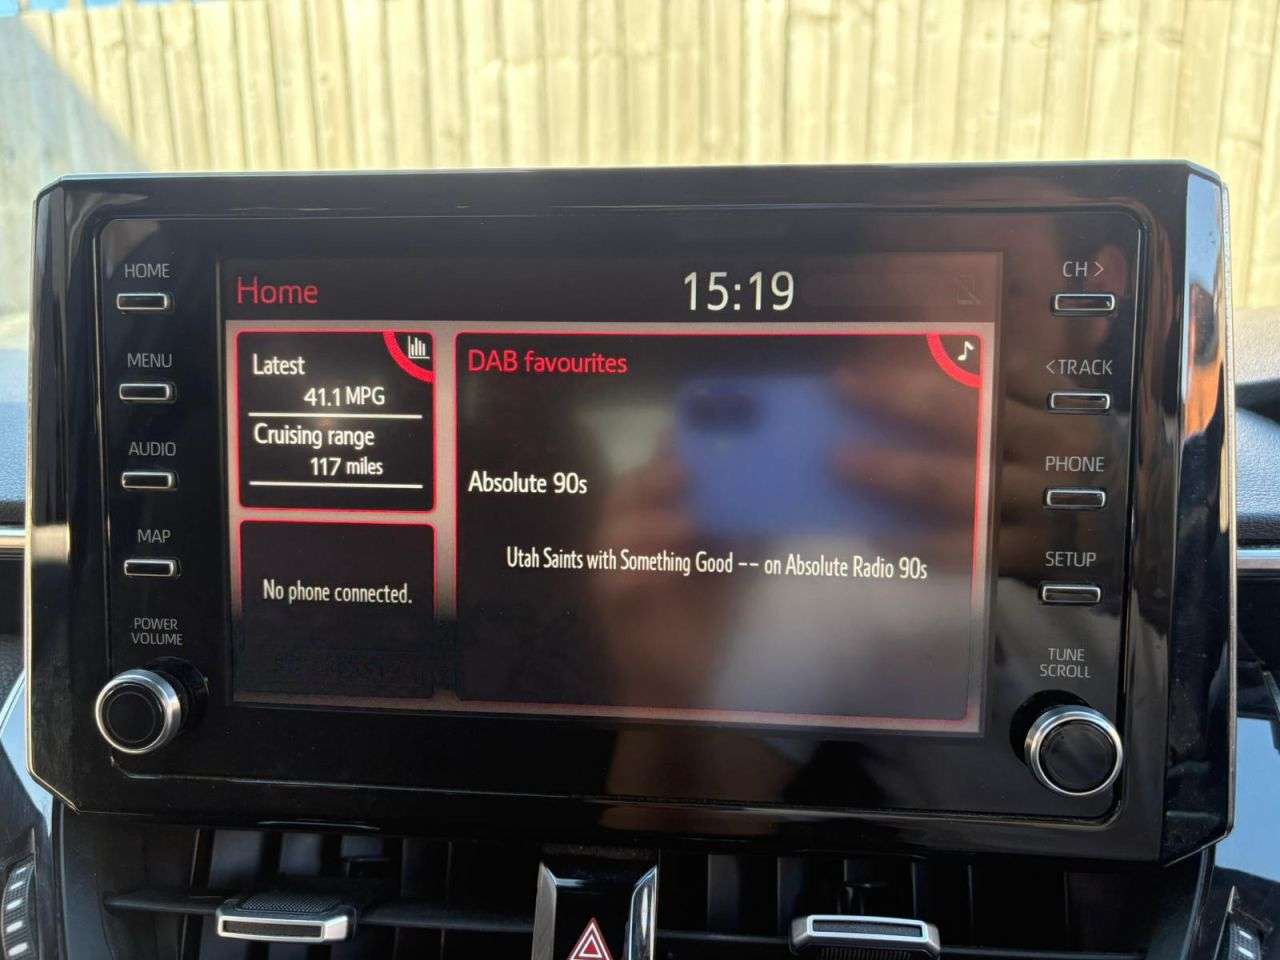 HOME
MENU
AUDIO
MAP
POWER
VOLUME
Home
15:19
Latest
41.1 MPG
Cruising range
117 miles
No phone connected.
DAB favourites
Absolute 90s
Utah Saints with Something Good -- on Absolute Radio 90s
CH >
<TRACK
PHONE
SETUP
TUNE
SCROLL